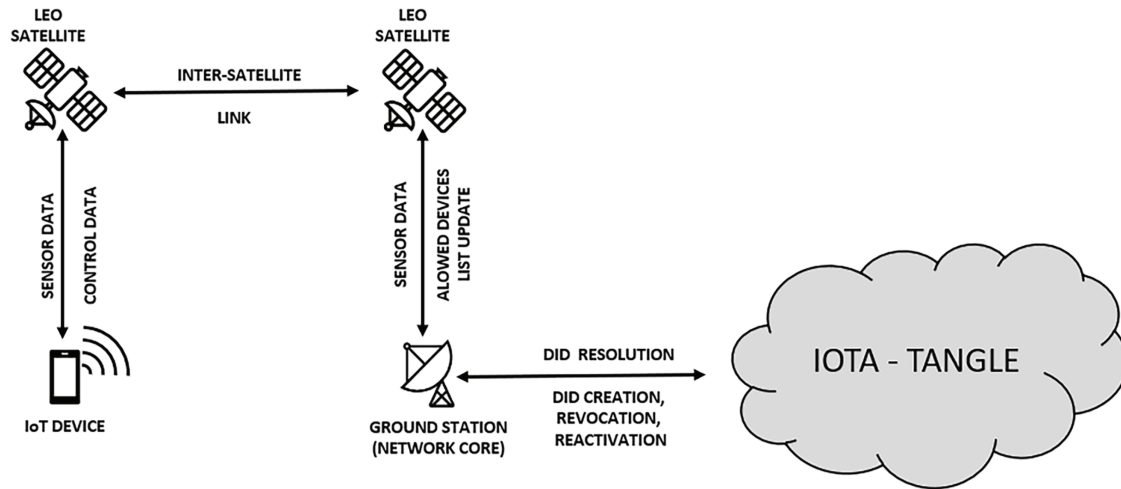 LEO
SATELLITE
LEO
SATELLITE
INTER-SATELLITE
LINK
SENSOR DATA
CONTROL DATA
SENSOR DATA
ALOWED DEVICES
LIST UPDATE
IoT DEVICE
GROUND STATION
(NETWORK CORE)
DID RESOLUTION
DID CREATION,
REVOCATION,
REACTIVATION
IOTA - TANGLE